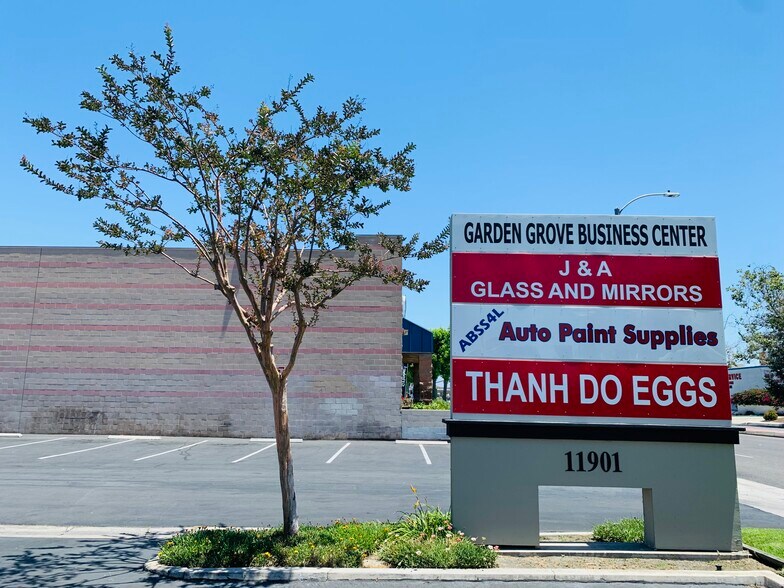 GARDEN GROVE BUSINESS CENTER
J & A
GLASS AND MIRRORS
ABSS4L
Auto Paint Supplies
THANH DO EGGS
11901